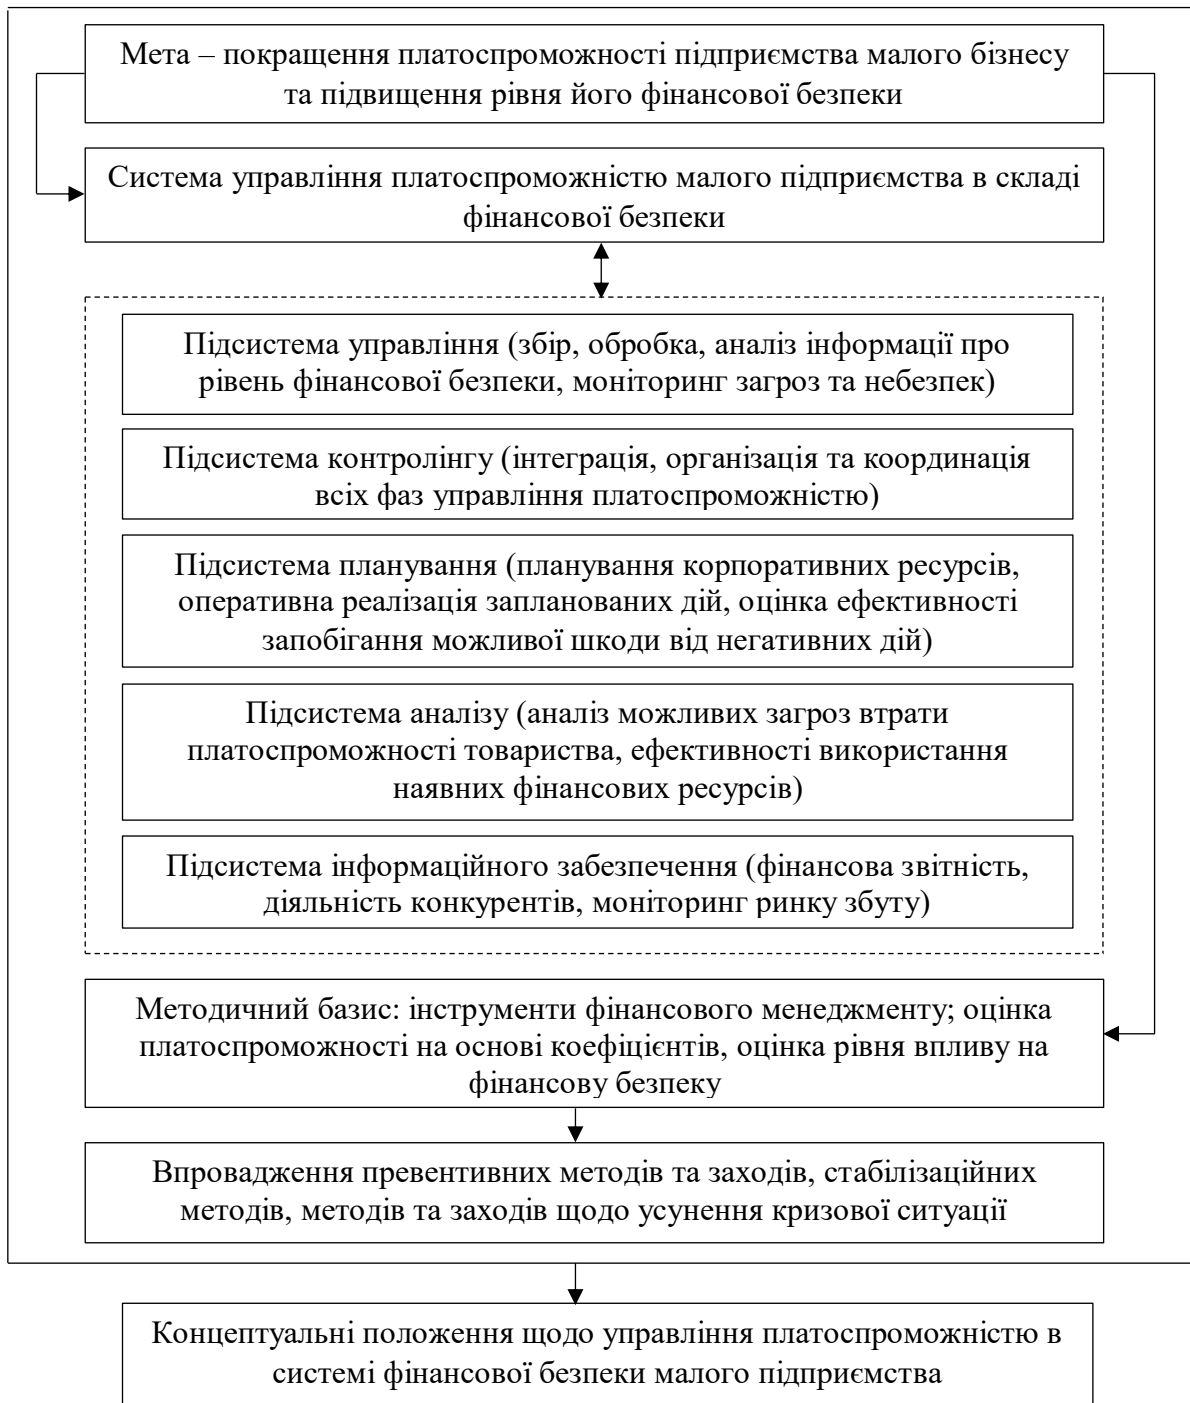 Мета – покращення платоспроможності підприємства малого бізнесу
та підвищення рівня його фінансової безпеки
Система управління платоспроможністю малого підприємства в складі
фінансової безпеки
Підсистема управління (збір, обробка, аналіз інформації про
рівень фінансової безпеки, моніторинг загроз та небезпек)
Підсистема контролінгу (інтеграція, організація та координація
всіх фаз управління платоспроможністю)
Підсистема планування (планування корпоративних ресурсів,
оперативна реалізація запланованих дій, оцінка ефективності
запобігання можливої шкоди від негативних дій)
Підсистема аналізу (аналіз можливих загроз втрати
платоспроможності товариства, ефективності використання
наявних фінансових ресурсів)
Підсистема інформаційного забезпечення (фінансова звітність,
діяльність конкурентів, моніторинг ринку збуту)
Методичний базис: інструменти фінансового менеджменту; оцінка
платоспроможності на основі коефіцієнтів, оцінка рівня впливу на
фінансову безпеку
Впровадження превентивних методів та заходів, стабілізаційних
методів, методів та заходів щодо усунення кризової ситуації
Концептуальні положення щодо управління платоспроможністю в
системі фінансової безпеки малого підприємства